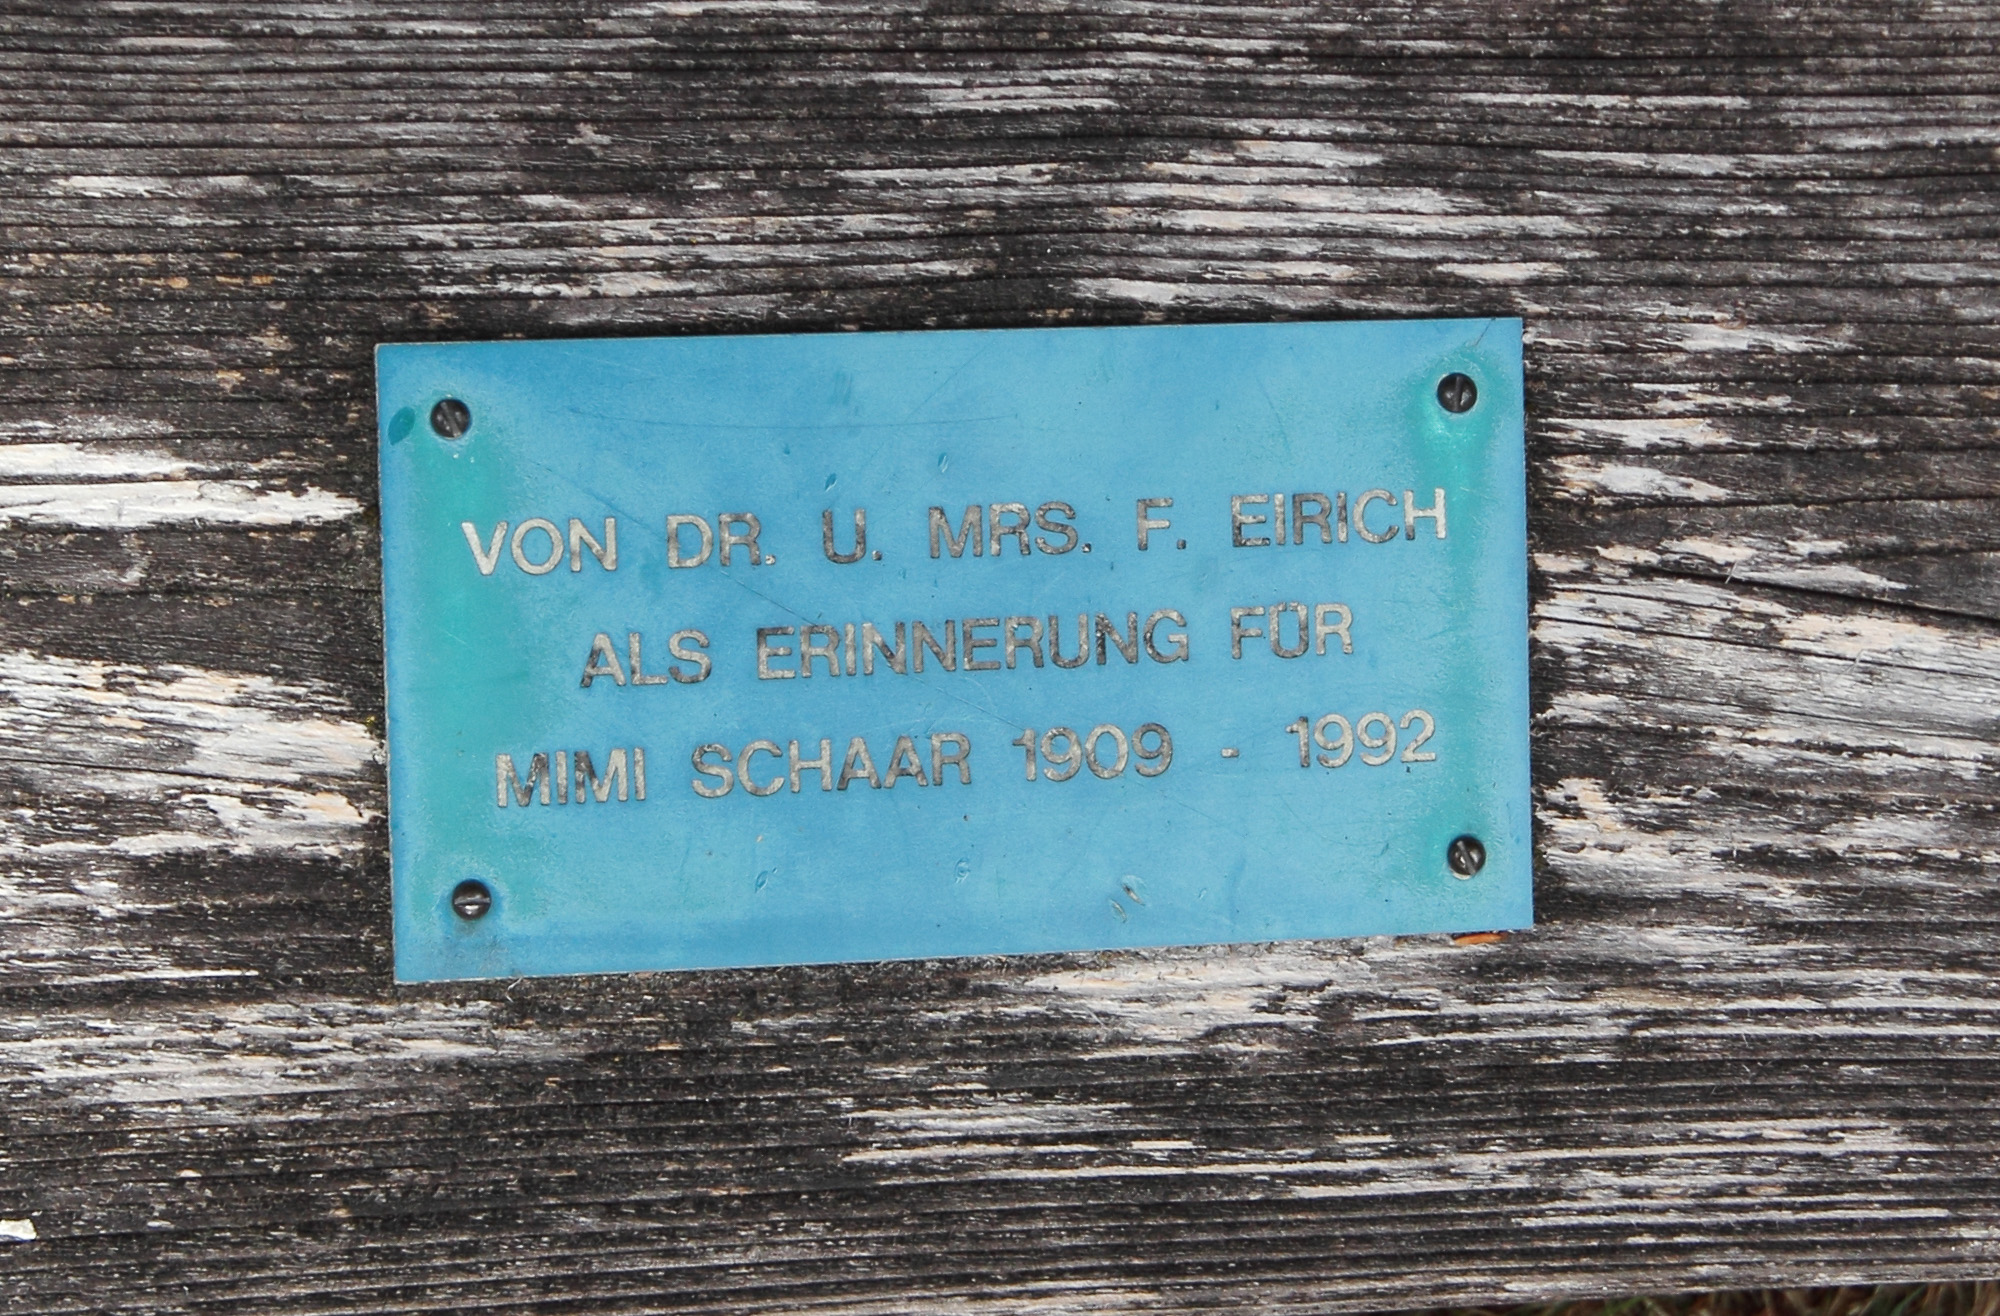 VON DR. U. MRS. F. EIRICH
ALS ERINNERUNG FÜR
MIMI SCHAAR 1909 - 1992